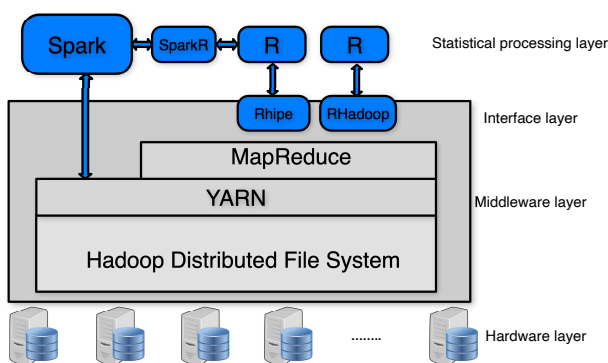 Spark
SparkR
R
R
Statistical processing layer
Rhipe
RHadoop
Interface layer
MapReduce
YARN
Middleware layer
Hadoop Distributed File System
........
Hardware layer